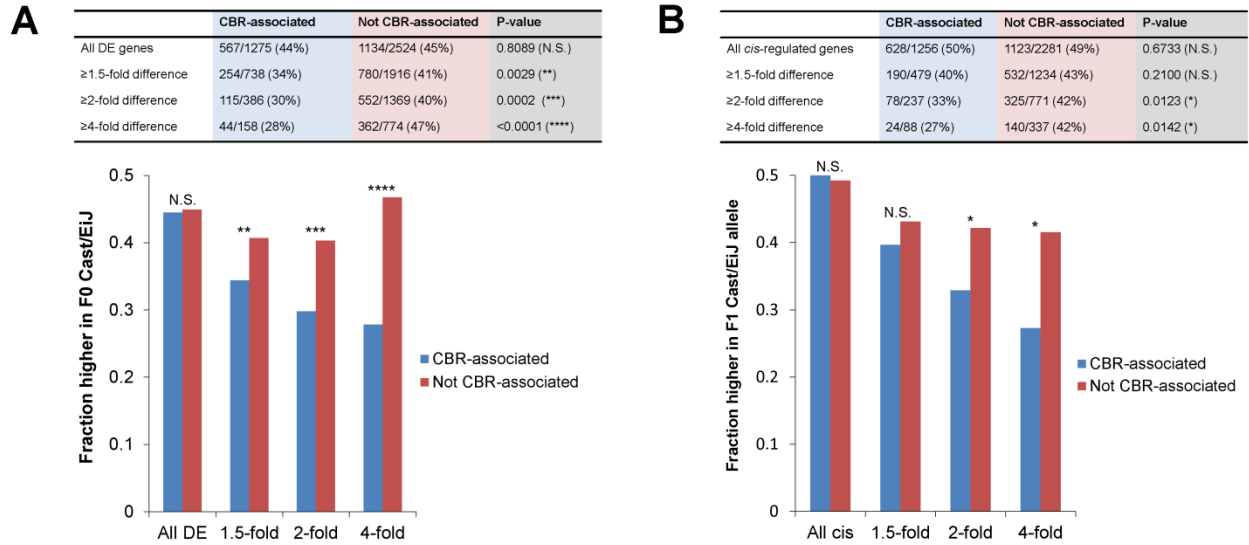 A
CBR-associated Not CBR-associated P-value
All DE genes 567/1275 (44%) 1134/2524 (45%) 0.8089 (N.S.)
≥1.5-fold difference 254/738 (34%) 780/1916 (41%) 0.0029 (**)
≥2-fold difference 115/386 (30%) 552/1369 (40%) 0.0002 (***)
≥4-fold difference 44/158 (28%) 362/774 (47%) <0.0001 (****)
Fraction higher in F0 Cast/EiJ
0.5
0.4
0.3
0.2
0.1
0
N.S.
**
***
****
All DE 1.5-fold 2-fold 4-fold
CBR-associated
Not CBR-associated
B
CBR-associated Not CBR-associated P-value
All cis-regulated genes 628/1256 (50%) 1123/2281 (49%) 0.6733 (N.S.)
≥1.5-fold difference 190/479 (40%) 532/1234 (43%) 0.2100 (N.S.)
≥2-fold difference 78/237 (33%) 325/771 (42%) 0.0123 (*)
≥4-fold difference 24/88 (27%) 140/337 (42%) 0.0142 (*)
Fraction higher in F1 Cast/EiJ allele
0.5
0.4
0.3
0.2
0.1
0
N.S.
N.S.
*
*
All cis 1.5-fold 2-fold 4-fold
CBR-associated
Not CBR-associated